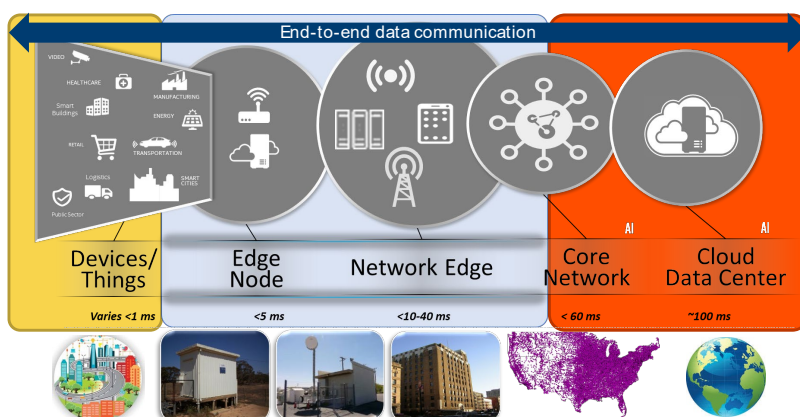 End-to-end data communication
VIDEO
HEALTHCARE
MANUFACTURING
Smart
Buildings
ENERGY
RETAIL
TRANSPORTATION
Logistics
SMART
CITIES
Public Sector
AI
AI
Devices/
Things
Edge
Node
Network Edge
Core
Network
Cloud
Data Center
Varies <1 ms
<5 ms
<10-40 ms
< 60 ms
~100 ms